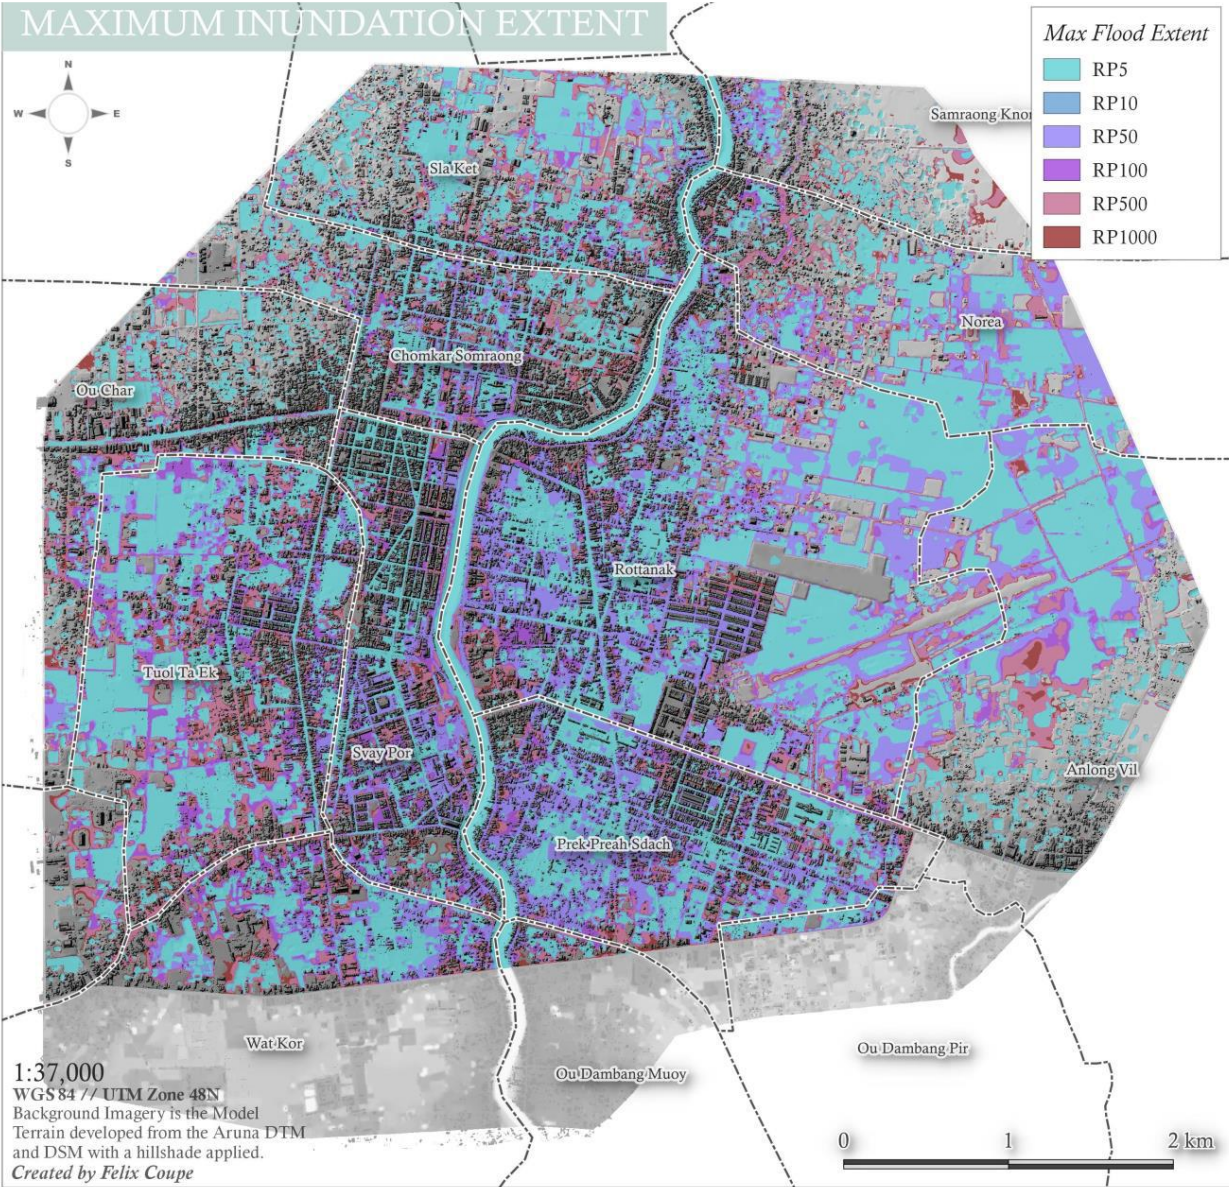 MAXIMUM INUNDATION EXTENT
Max Flood Extent
RP5
RP10
RP50
RP100
RP500
RP1000
N
W E
S
Samraong Knon
Sla Ket
Norea
Chomkar Somraong
Ou Char
Rottanak
Tuol Ta Ek
Svay Por
Anlong Vil
Prek Preah Sdach
Wat Kor
Ou Dambang Pir
Ou Dambang Muoy
1:37,000
WGS 84 // UTM Zone 48N
Background Imagery is the Model
Terrain developed from the Aruna DTM
and DSM with a hillshade applied.
Created by Felix Coupe
0 1 2 km